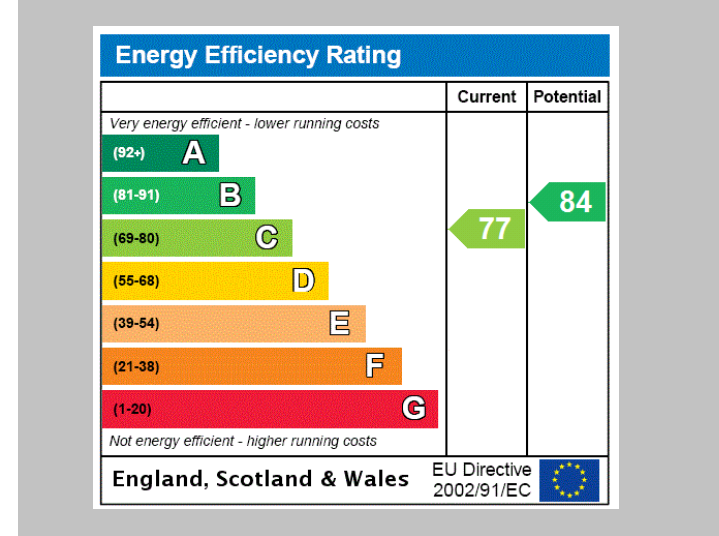 Energy Efficiency Rating
Current Potential
Very energy efficient - lower running costs
(92+) A
(81-91) B
84
(69-80) C
77
(55-68) D
(39-54) E
(21-38) F
(1-20) G
Not energy efficient - higher running costs
England, Scotland & Wales
EU Directive
2002/91/EC